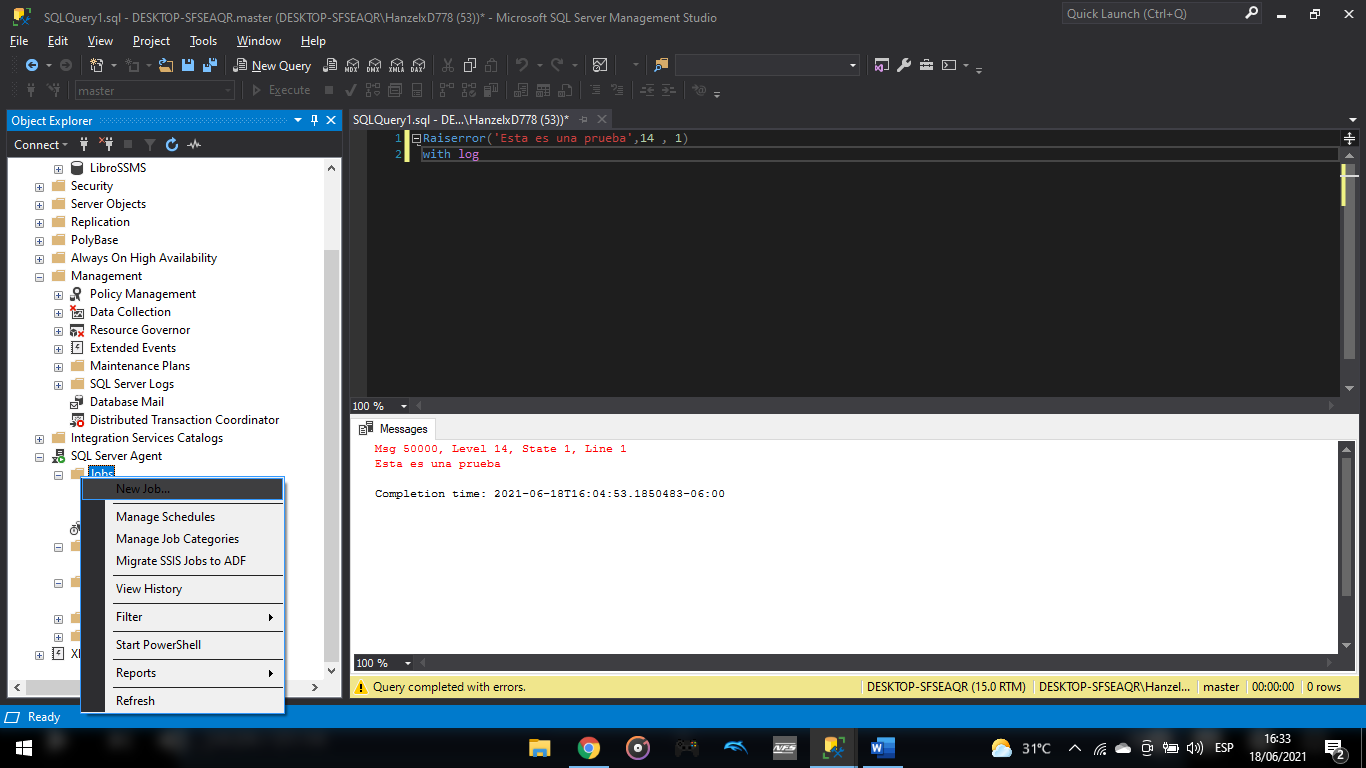 SQLQuery1.sql - DESKTOP-SFSEAQR.master (DESKTOP-SFSEAQR\HanzelxD778 (53))* - Microsoft SQL Server Management Studio
Quick Launch (Ctrl+Q)
File Edit View Project Tools Window Help
New Query
MDX DMX XMLA DAX
master
Execute
Object Explorer
SQLQuery1.sql - DE...\HanzelxD778 (53))*
Connect
1 Raiserror('Esta es una prueba',14 , 1)
2 with log
LibroSSMS
Security
Server Objects
Replication
PolyBase
Always On High Availability
Management
Policy Management
Data Collection
Resource Governor
Extended Events
Maintenance Plans
SQL Server Logs
Database Mail
Distributed Transaction Coordinator
Integration Services Catalogs
SQL Server Agent
Jobs
New Job...
Manage Schedules
Manage Job Categories
Migrate SSIS Jobs to ADF
View History
Filter
Start PowerShell
Reports
Refresh
100 %
Messages
Msg 50000, Level 14, State 1, Line 1
Esta es una prueba
Completion time: 2021-06-18T16:04:53.1850483-06:00
100 %
Query completed with errors.
DESKTOP-SFSEAQR (15.0 RTM)
DESKTOP-SFSEAQR\Hanzel...
master
00:00:00
0 rows
Ready
NFS
31°C
ESP
16:33
18/06/2021
2